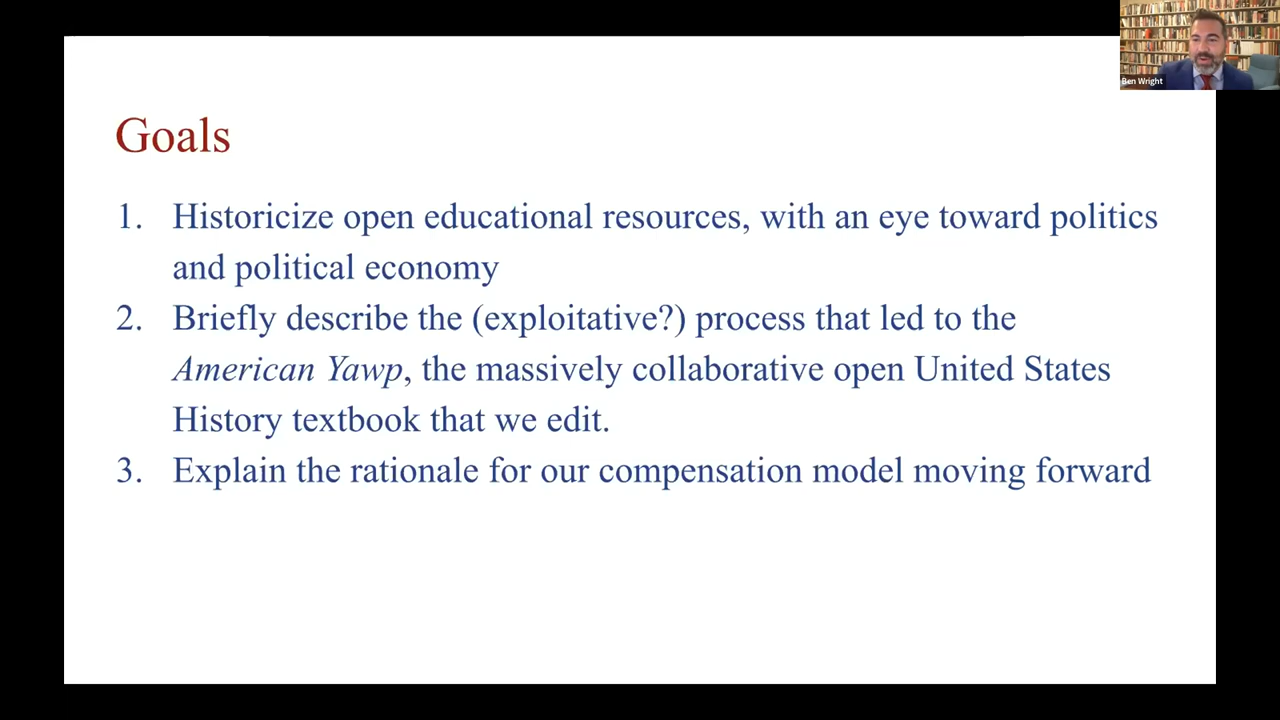 Ben Wright
Goals
1. Historicize open educational resources, with an eye toward politics
and political economy
2. Briefly describe the (exploitative?) process that led to the
American Yawp, the massively collaborative open United States
History textbook that we edit.
3. Explain the rationale for our compensation model moving forward